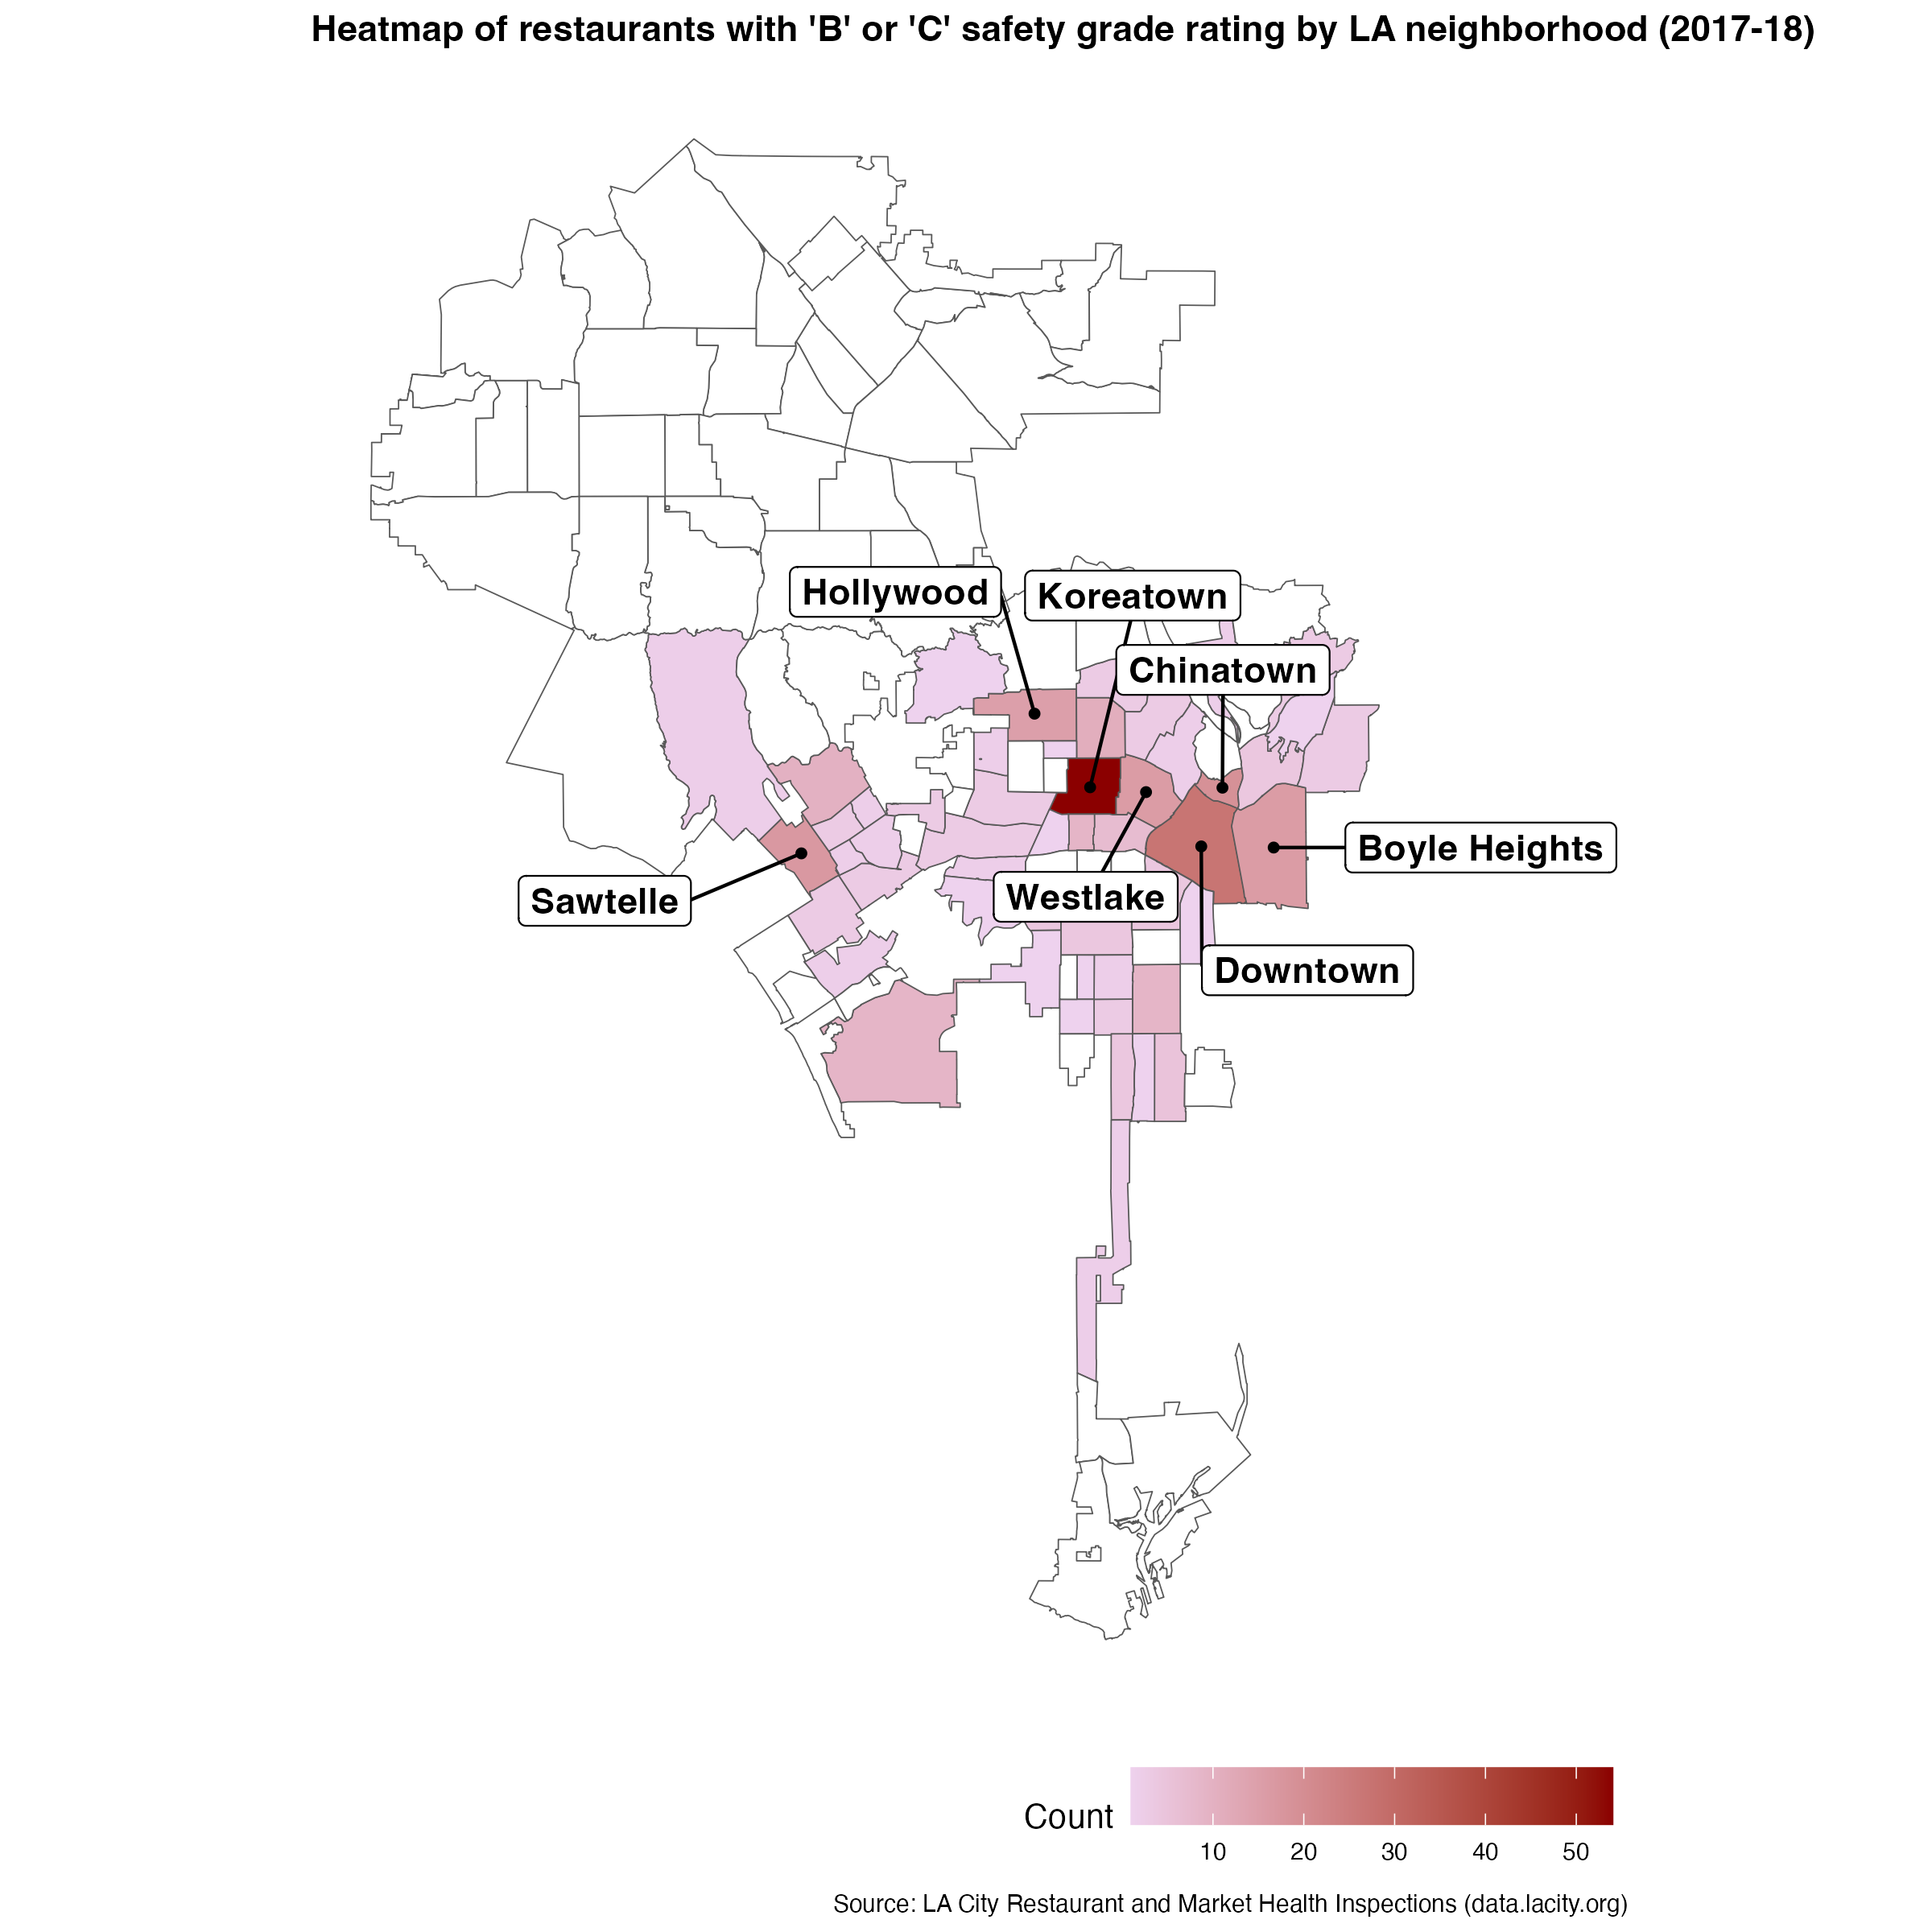 Heatmap of restaurants with 'B' or 'C' safety grade rating by LA neighborhood (2017-18)
Hollywood
Koreatown
Chinatown
Boyle Heights
Sawtelle
Westlake
Downtown
Count
10 20 30 40 50
Source: LA City Restaurant and Market Health Inspections (data.lacity.org)